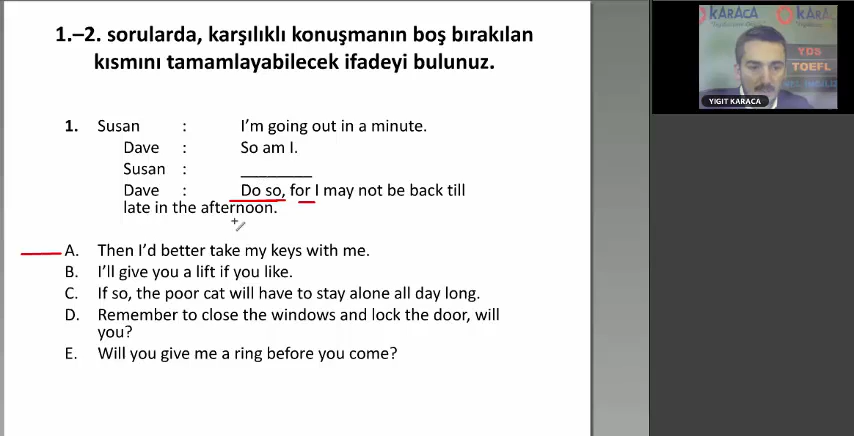 1.–2. sorularda, karşılıklı konuşmanın boş bırakılan
kısmını tamamlayabilecek ifadeyi bulunuz.
1. Susan : I'm going out in a minute.
Dave : So am I.
Susan : ________
Dave : Do so, for I may not be back till
late in the afternoon.
A. Then I'd better take my keys with me.
B. I'll give you a lift if you like.
C. If so, the poor cat will have to stay alone all day long.
D. Remember to close the windows and lock the door, will
you?
E. Will you give me a ring before you come?
KARACA
KARA
YDS
TOEFL
YIGIT KARACA